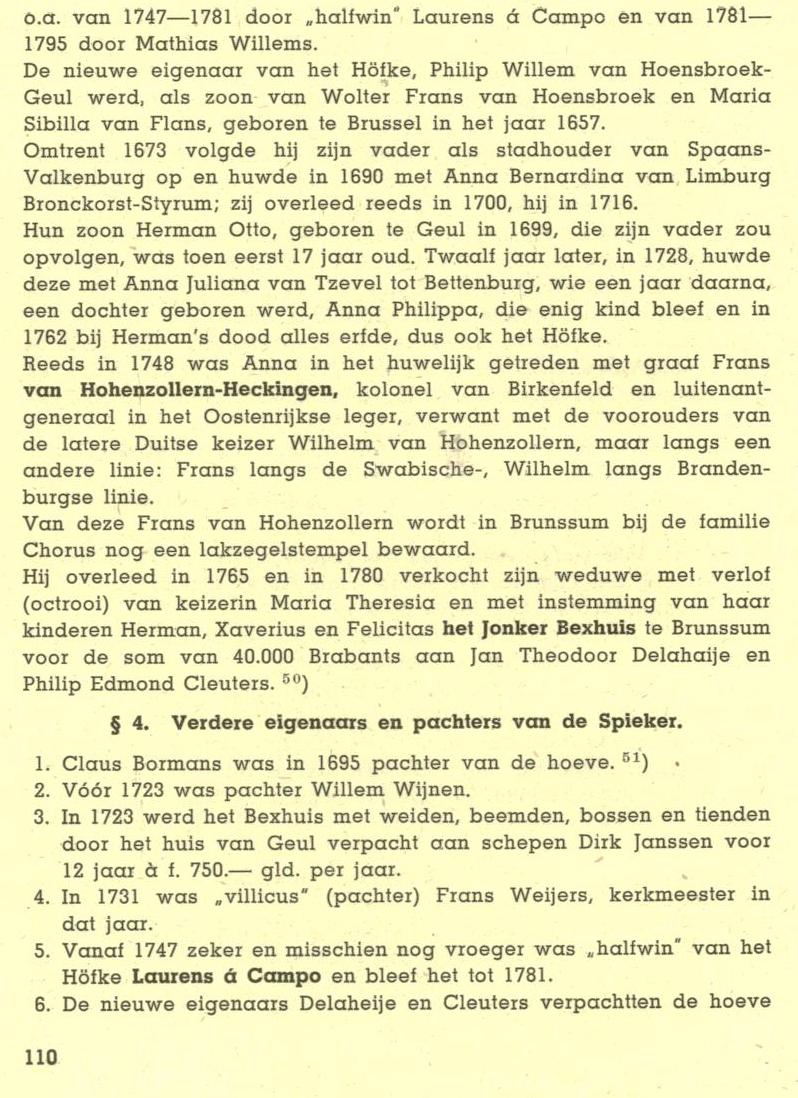 o.a. van 1747—1781 door „halfwin" Laurens á Campo en van 1781—
1795 door Mathias Willems.
De nieuwe eigenaar van het Höfke, Philip Willem van Hoensbroek-
Geul werd, als zoon van Wolter Frans van Hoensbroek en Maria
Sibilla van Flans, geboren te Brussel in het jaar 1657.
Omtrent 1673 volgde hij zijn vader als stadhouder van Spaans-
Valkenburg op en huwde in 1690 met Anna Bernardina van Limburg
Bronckorst-Styrum; zij overleed reeds in 1700, hij in 1716.
Hun zoon Herman Otto, geboren te Geul in 1699, die zijn vader zou
opvolgen, was toen eerst 17 jaar oud. Twaalf jaar later, in 1728, huwde
deze met Anna Juliana van Tzevel tot Bettenburg, wie een jaar daarna,
een dochter geboren werd, Anna Philippa, die enig kind bleef en in
1762 bij Herman's dood alles erfde, dus ook het Höfke.
Reeds in 1748 was Anna in het huwelijk getreden met graaf Frans
van Hohenzollern-Heckingen, kolonel van Birkenfeld en luitenant-
generaal in het Oostenrijkse leger, verwant met de voorouders van
de latere Duitse keizer Wilhelm van Hohenzollern, maar langs een
andere linie: Frans langs de Swabische-, Wilhelm langs Branden-
burgse linie.
Van deze Frans van Hohenzollern wordt in Brunssum bij de familie
Chorus nog een lakzegelstempel bewaard.
Hij overleed in 1765 en in 1780 verkocht zijn weduwe met verlof
(octrooi) van keizerin Maria Theresia en met instemming van haar
kinderen Herman, Xaverius en Felicitas het Jonker Bexhuis te Brunssum
voor de som van 40.000 Brabants aan Jan Theodoor Delahaije en
Philip Edmond Cleuters. ⁵⁰)
§ 4. Verdere eigenaars en pachters van de Spieker.
1. Claus Bormans was in 1695 pachter van de hoeve. ⁵¹)
2. Vóór 1723 was pachter Willem Wijnen.
3. In 1723 werd het Bexhuis met weiden, beemden, bossen en tienden
door het huis van Geul verpacht aan schepen Dirk Janssen voor
12 jaar à f. 750.— gld. per jaar.
4. In 1731 was „villicus" (pachter) Frans Weijers, kerkmeester in
dat jaar.
5. Vanaf 1747 zeker en misschien nog vroeger was „halfwin" van het
Höfke Laurens á Campo en bleef het tot 1781.
6. De nieuwe eigenaars Delaheije en Cleuters verpachtten de hoeve
110